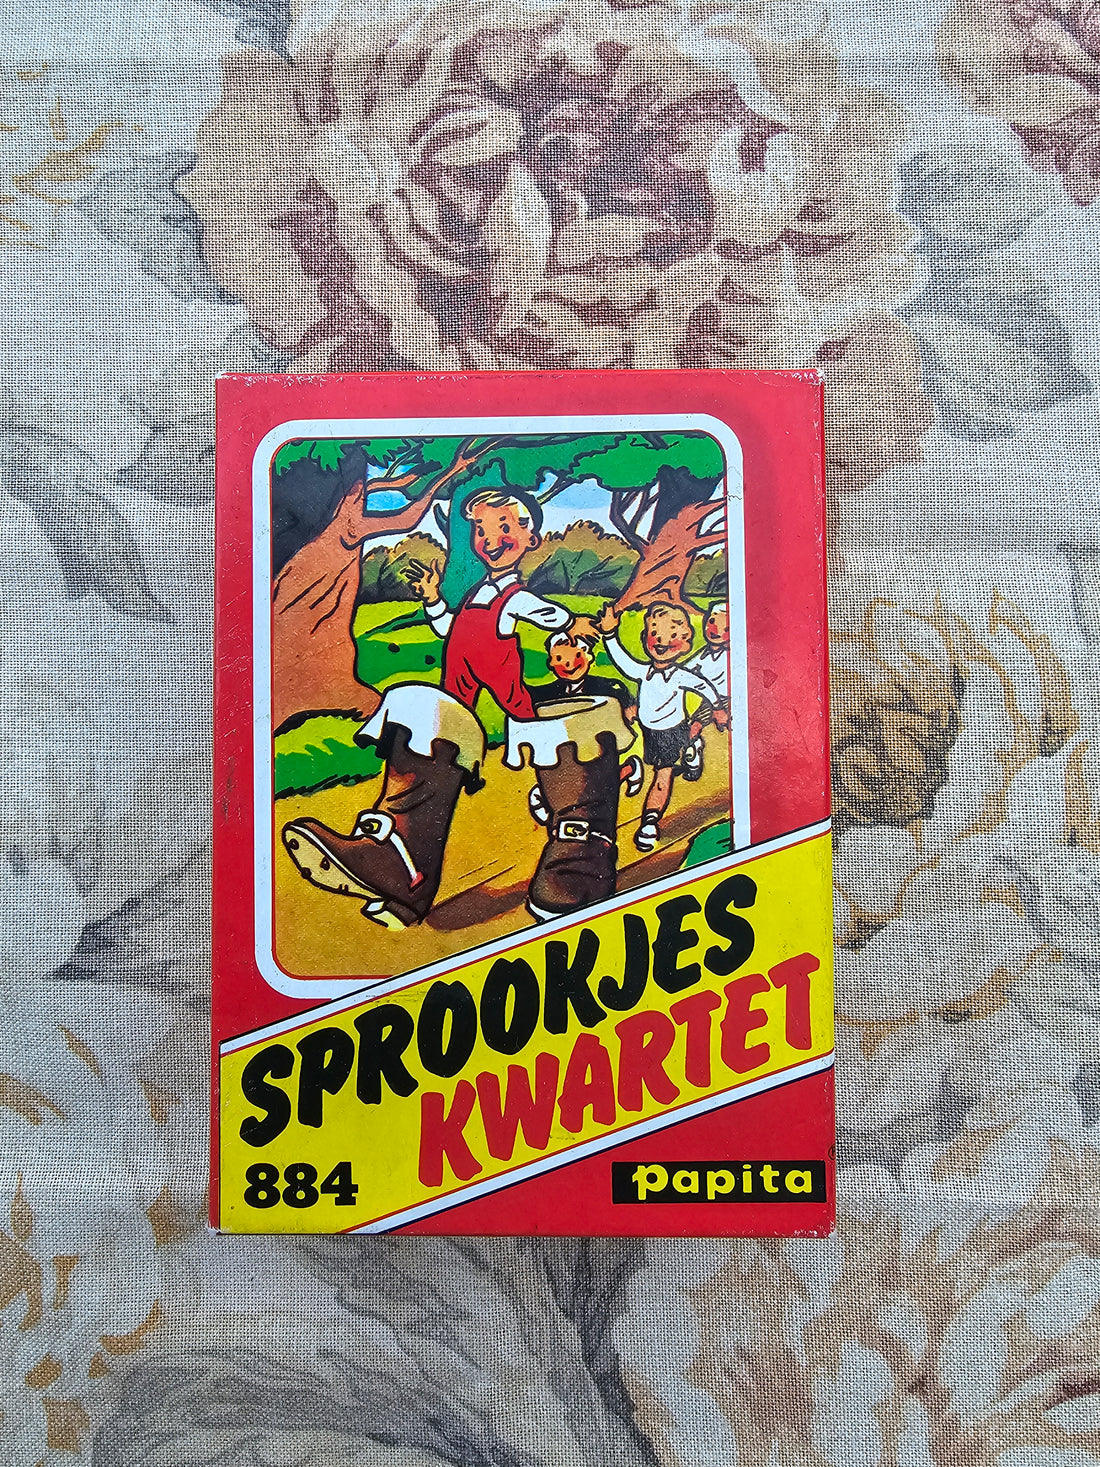 SPROOKJES
KWARTET
884
Papita